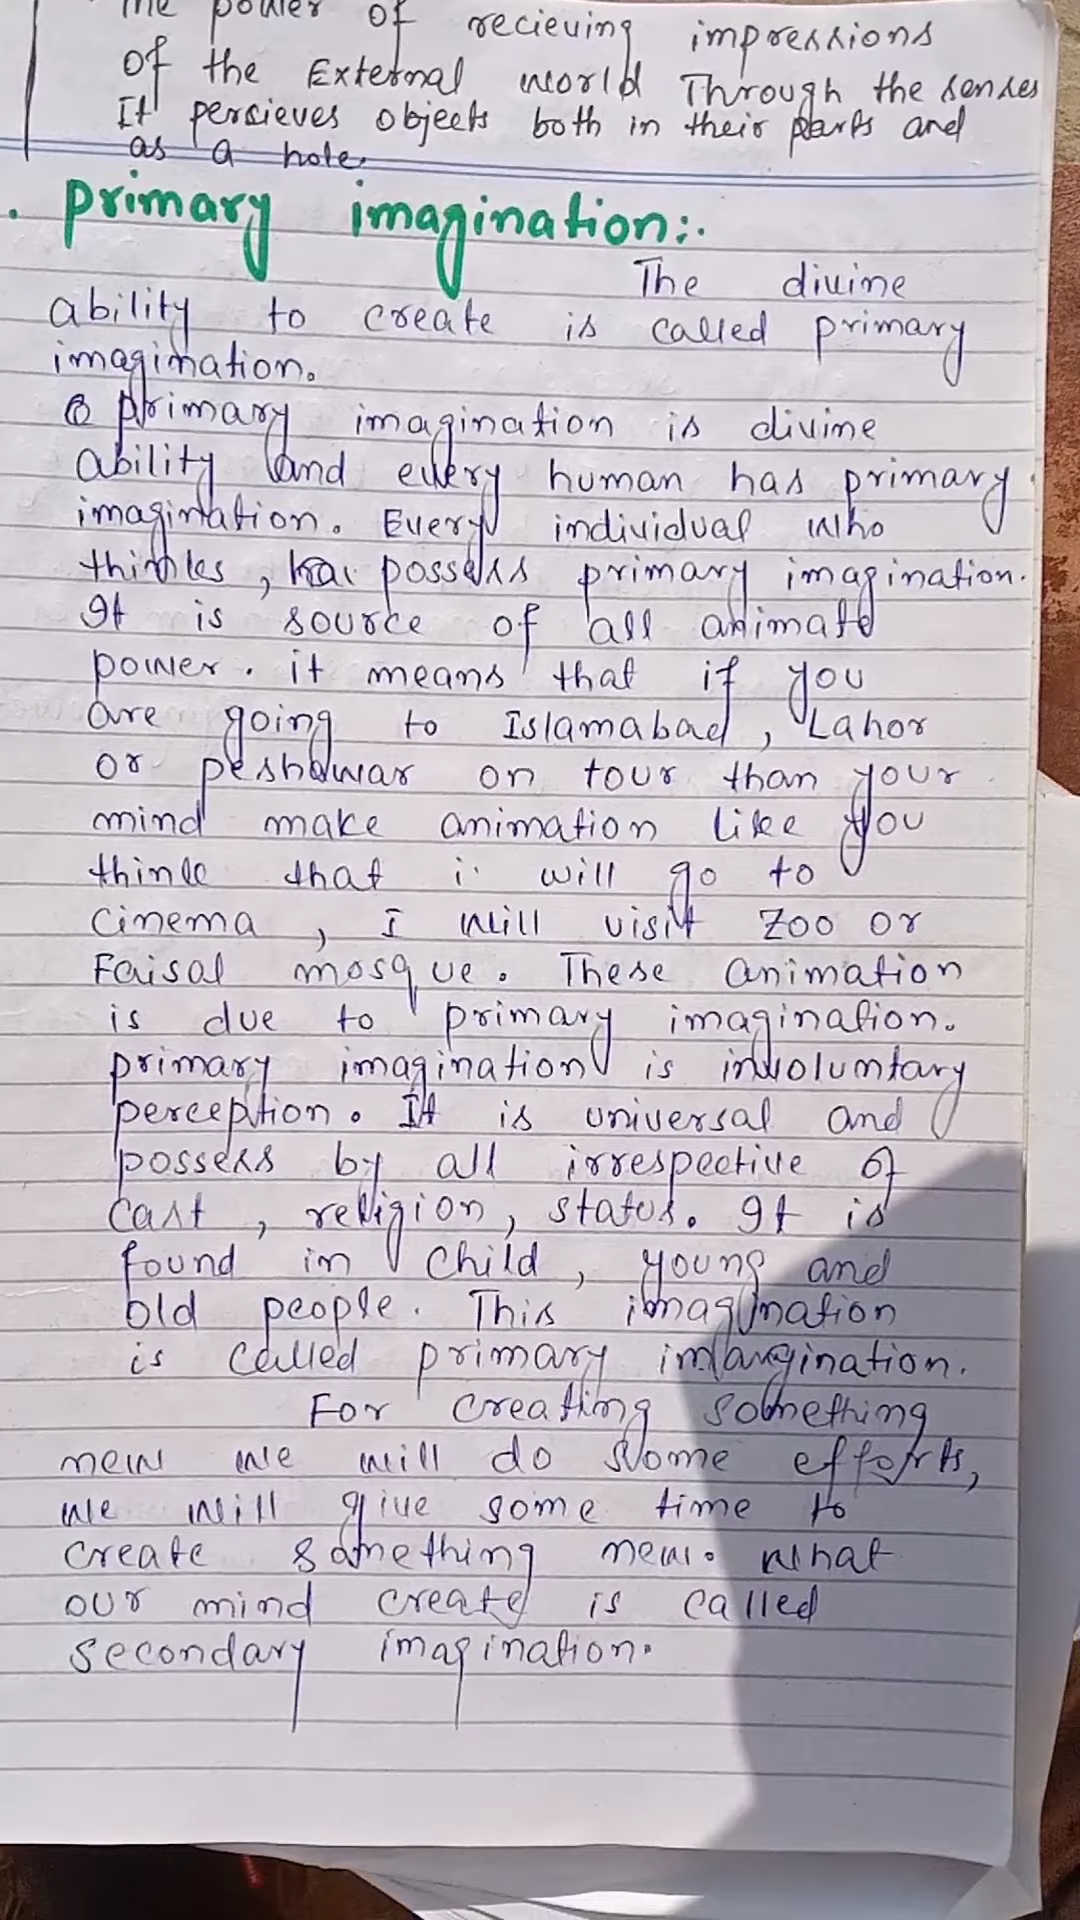 The power of recieving impressions
of the External world Through the senses
It percieves objects both in their parts and
as a hole.
. primary imagination:.
The divine
ability to create is called primary
imagination.
primary imagination is divine
ability and every human has primary
imagination. Every individual who
thinkes, possess primary imagination.
It is source of all animate
power. it means that if you
are going to Islamabad, Lahor
or peshawar on tour than your
mind make animation like you
think that i will go to
cinema, I will visit zoo or
Faisal mosque. These animation
is due to primary imagination.
primary imagination is involuntary
perception. It is universal and
possess by all irrespective of
cast, religion, status. It is
found in child, young and
old people. This imagination
is called primary imagination.
For creating something
new we will do some efforts,
we will give some time to
create something new. what
our mind create is called
secondary imagination.